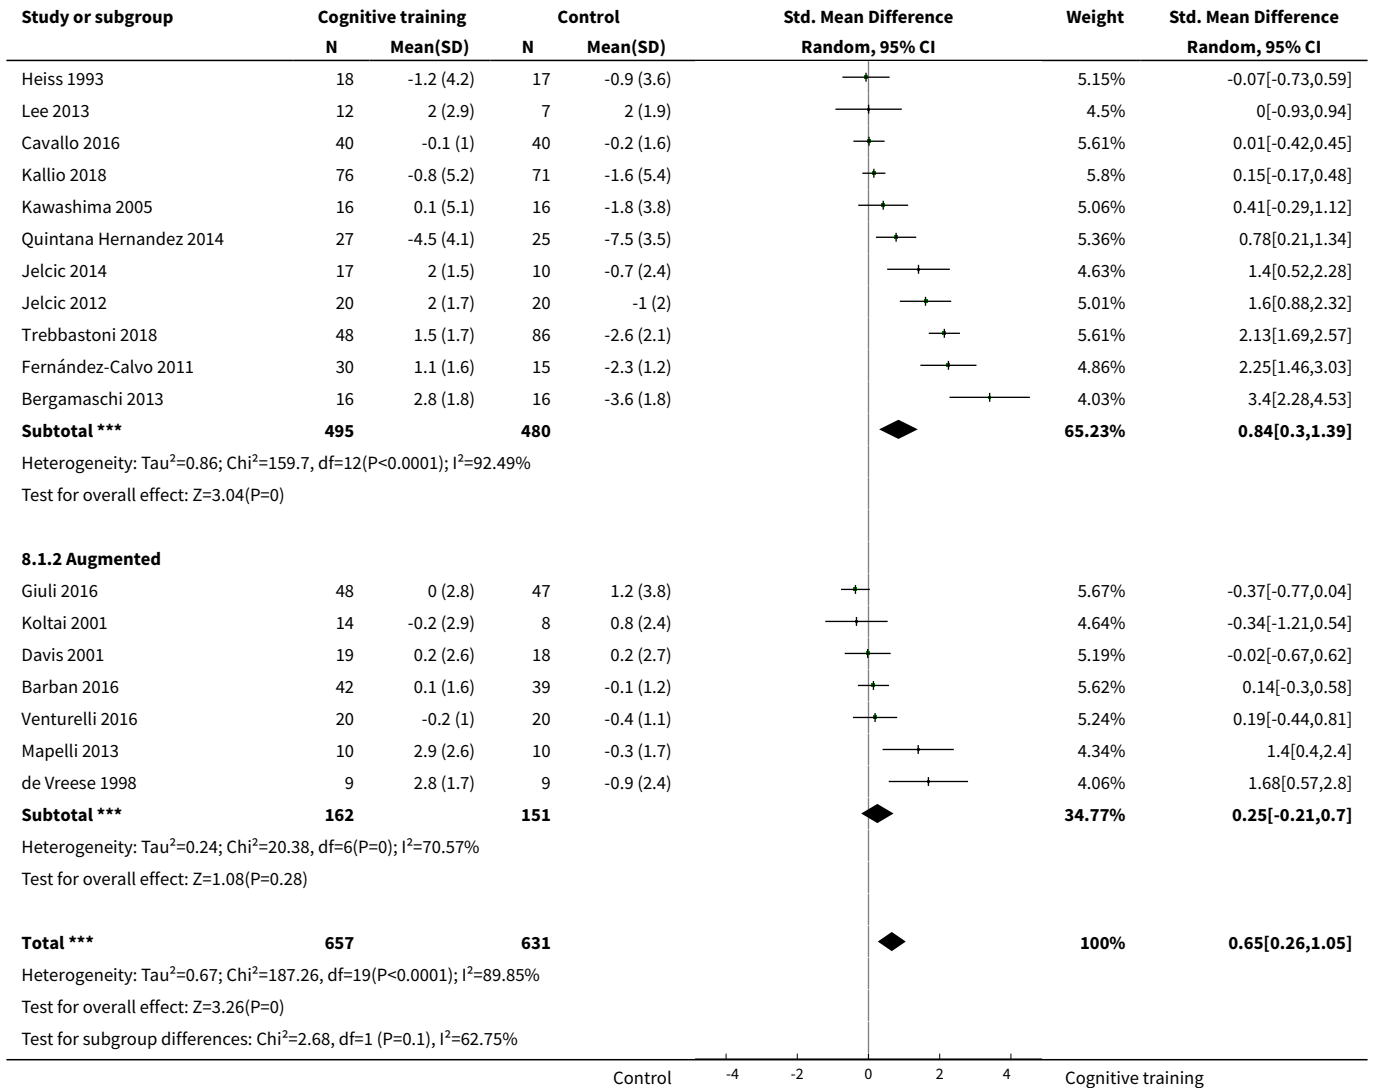 Study or subgroup Cognitive training Control Std. Mean Difference Weight Std. Mean Difference
N Mean(SD) N Mean(SD) Random, 95% CI Random, 95% CI
Heiss 1993 18 -1.2 (4.2) 17 -0.9 (3.6) 5.15% -0.07[-0.73,0.59]
Lee 2013 12 2 (2.9) 7 2 (1.9) 4.5% 0[-0.93,0.94]
Cavallo 2016 40 -0.1 (1) 40 -0.2 (1.6) 5.61% 0.01[-0.42,0.45]
Kallio 2018 76 -0.8 (5.2) 71 -1.6 (5.4) 5.8% 0.15[-0.17,0.48]
Kawashima 2005 16 0.1 (5.1) 16 -1.8 (3.8) 5.06% 0.41[-0.29,1.12]
Quintana Hernandez 2014 27 -4.5 (4.1) 25 -7.5 (3.5) 5.36% 0.78[0.21,1.34]
Jelcic 2014 17 2 (1.5) 10 -0.7 (2.4) 4.63% 1.4[0.52,2.28]
Jelcic 2012 20 2 (1.7) 20 -1 (2) 5.01% 1.6[0.88,2.32]
Trebbastoni 2018 48 1.5 (1.7) 86 -2.6 (2.1) 5.61% 2.13[1.69,2.57]
Fernández-Calvo 2011 30 1.1 (1.6) 15 -2.3 (1.2) 4.86% 2.25[1.46,3.03]
Bergamaschi 2013 16 2.8 (1.8) 16 -3.6 (1.8) 4.03% 3.4[2.28,4.53]
Subtotal *** 495 480 65.23% 0.84[0.3,1.39]
Heterogeneity: Tau²=0.86; Chi²=159.7, df=12(P<0.0001); I²=92.49%
Test for overall effect: Z=3.04(P=0)
8.1.2 Augmented
Giuli 2016 48 0 (2.8) 47 1.2 (3.8) 5.67% -0.37[-0.77,0.04]
Koltai 2001 14 -0.2 (2.9) 8 0.8 (2.4) 4.64% -0.34[-1.21,0.54]
Davis 2001 19 0.2 (2.6) 18 0.2 (2.7) 5.19% -0.02[-0.67,0.62]
Barban 2016 42 0.1 (1.6) 39 -0.1 (1.2) 5.62% 0.14[-0.3,0.58]
Venturelli 2016 20 -0.2 (1) 20 -0.4 (1.1) 5.24% 0.19[-0.44,0.81]
Mapelli 2013 10 2.9 (2.6) 10 -0.3 (1.7) 4.34% 1.4[0.4,2.4]
de Vreese 1998 9 2.8 (1.7) 9 -0.9 (2.4) 4.06% 1.68[0.57,2.8]
Subtotal *** 162 151 34.77% 0.25[-0.21,0.7]
Heterogeneity: Tau²=0.24; Chi²=20.38, df=6(P=0); I²=70.57%
Test for overall effect: Z=1.08(P=0.28)
Total *** 657 631 100% 0.65[0.26,1.05]
Heterogeneity: Tau²=0.67; Chi²=187.26, df=19(P<0.0001); I²=89.85%
Test for overall effect: Z=3.26(P=0)
Test for subgroup differences: Chi²=2.68, df=1 (P=0.1), I²=62.75%
Control -4 -2 0 2 4 Cognitive training